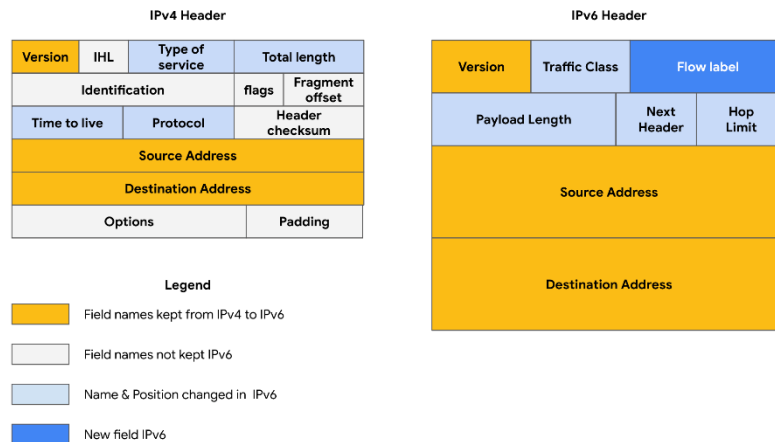 IPv4 Header
Version IHL Type of service Total length
Identification flags Fragment offset
Time to live Protocol Header checksum
Source Address
Destination Address
Options Padding
IPv6 Header
Version Traffic Class Flow label
Payload Length Next Header Hop Limit
Source Address
Destination Address
Legend
Field names kept from IPv4 to IPv6
Field names not kept IPv6
Name & Position changed in IPv6
New field IPv6